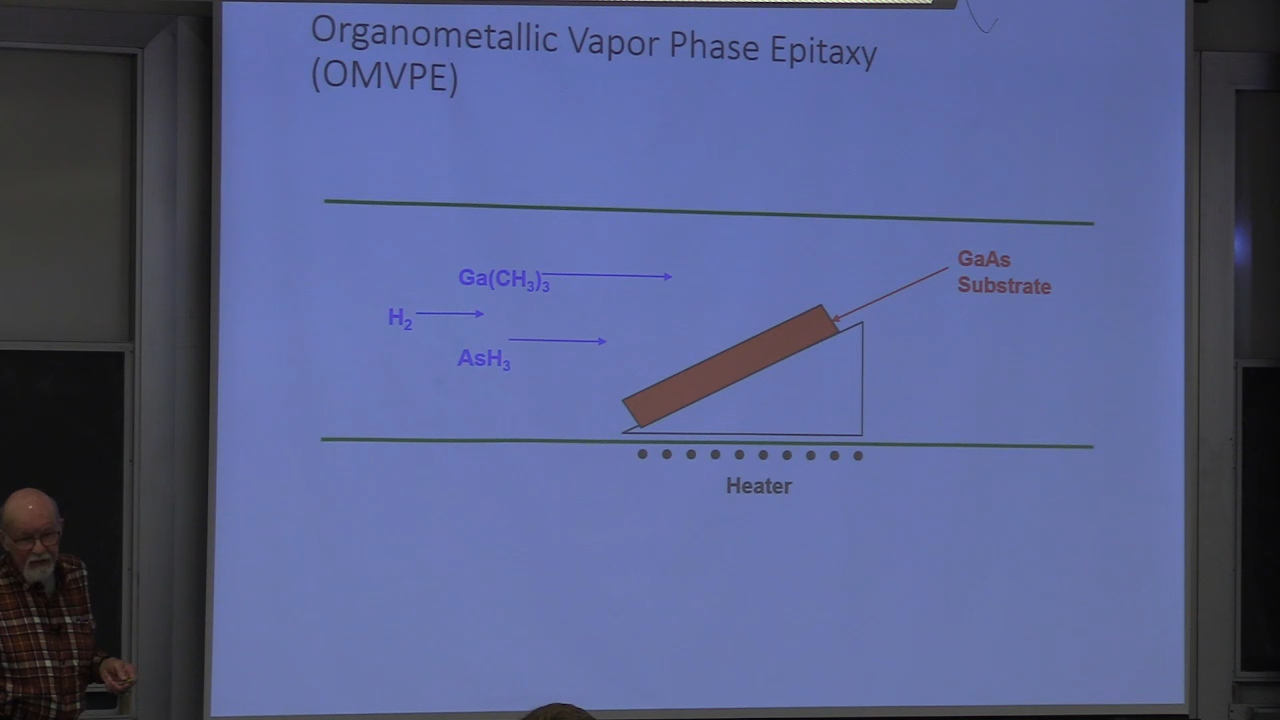 Organometallic Vapor Phase Epitaxy
(OMVPE)
Ga(CH₃)₃
GaAs
Substrate
H₂
AsH₃
Heater